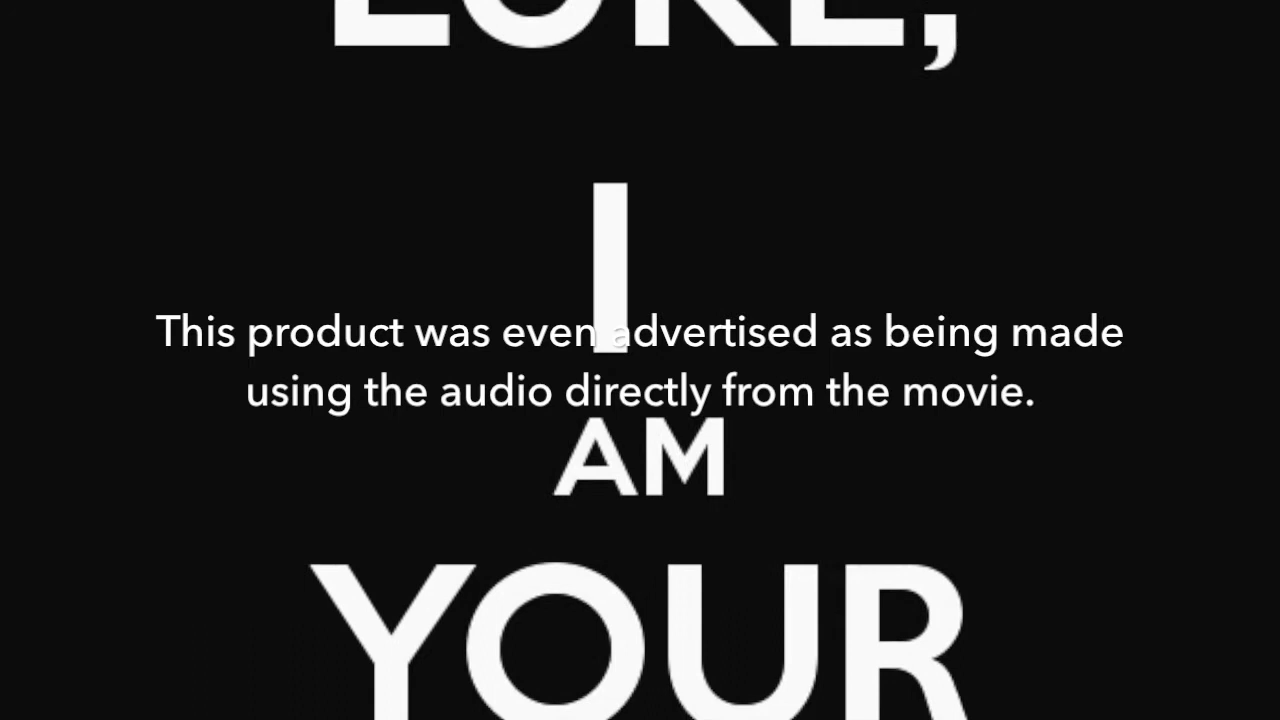 LUKE,
I
This product was even advertised as being made
using the audio directly from the movie.
AM
YOUR